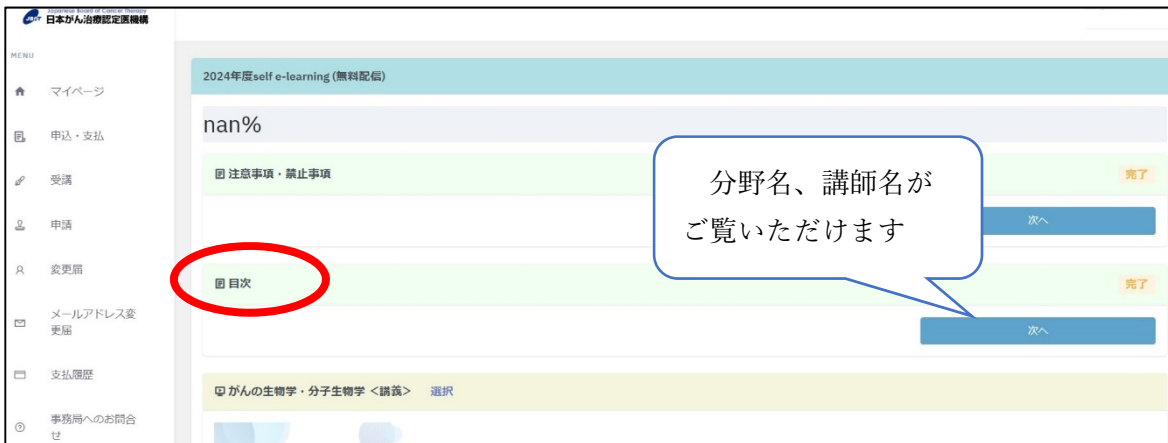 Japanese Board of Cancer Therapy
JBCT 日本がん治療認定医機構
MENU
マイページ
申込・支払
受講
申請
変更届
メールアドレス変
更届
支払履歴
事務局へのお問合
せ
2024年度self e-learning (無料配信)
nan%
注意事項・禁止事項
完了
次へ
分野名、講師名が
ご覧いただけます
目次
完了
次へ
がんの生物学・分子生物学 <講義> 選択